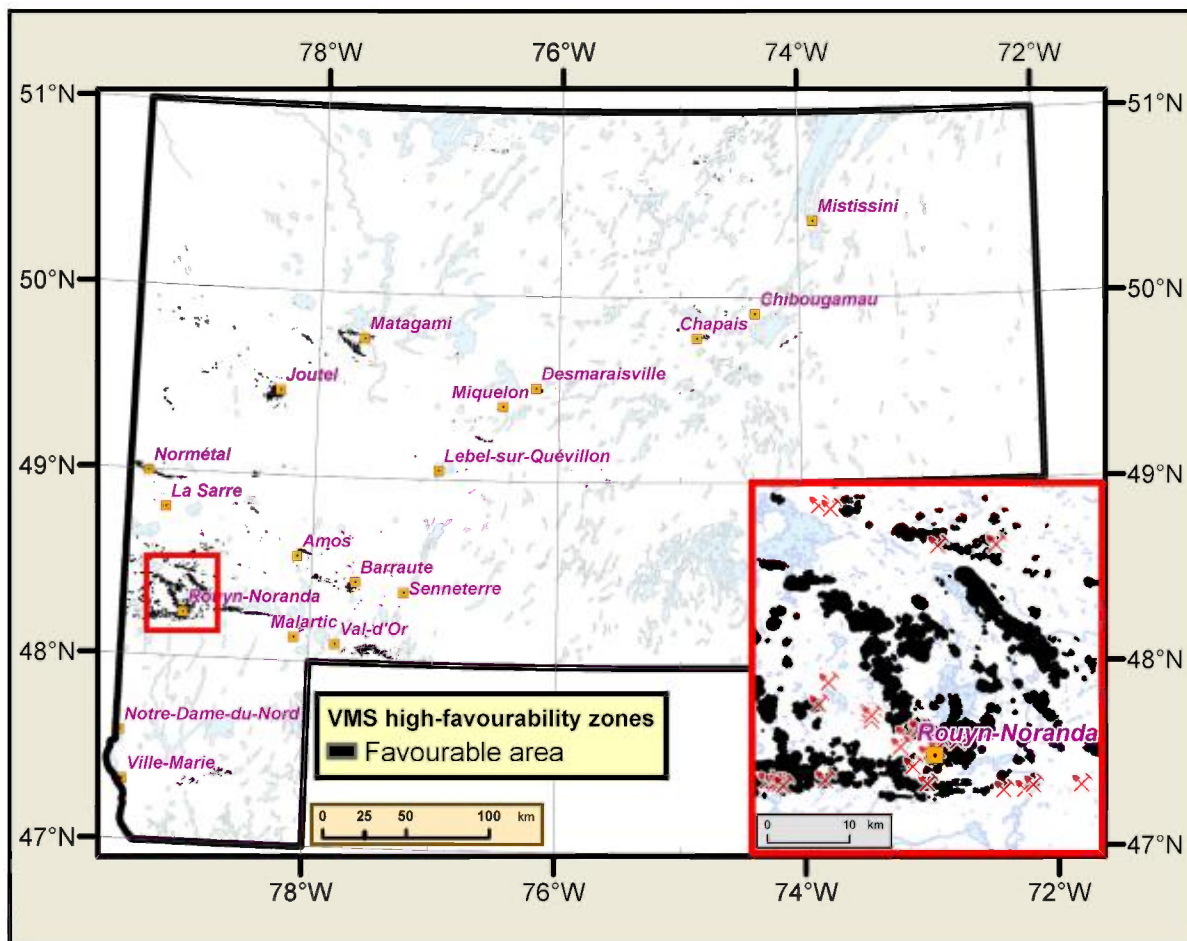 78°W 76°W 74°W 72°W
51°N 51°N
Mistissini
50°N 50°N
Chibougamau
Matagami
Chapais
Joutel
Desmaraisville
Miquelon
Normétal
Lebel-sur-Quévillon
49°N 49°N
La Sarre
Amos
Barraute
Senneterre
Rouyn-Noranda
Malartic
Val-d'Or
48°N 48°N
Notre-Dame-du-Nord
VMS high-favourability zones
Favourable area
Ville-Marie
Rouyn-Noranda
0 25 50 100 km
0 10 km
47°N 47°N
78°W 76°W 74°W 72°W